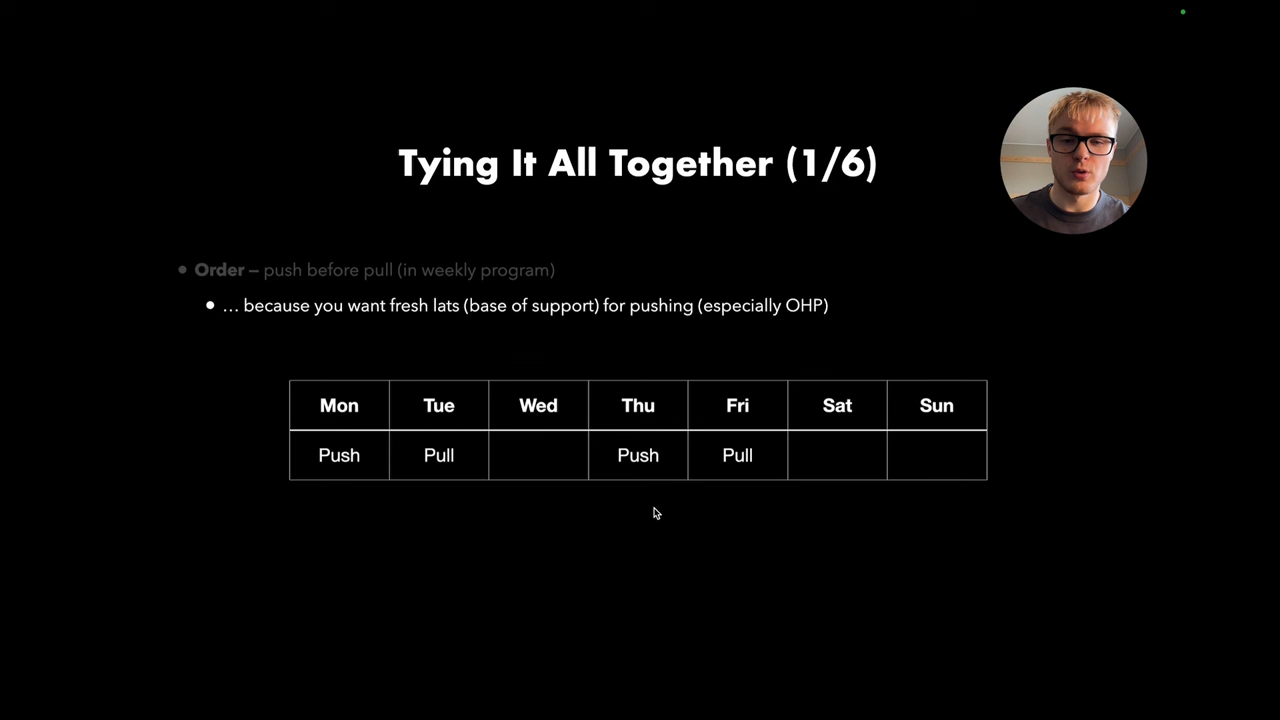 Tying It All Together (1/6)
• Order – push before pull (in weekly program)
• … because you want fresh lats (base of support) for pushing (especially OHP)
Mon Tue Wed Thu Fri Sat Sun
Push Pull Push Pull